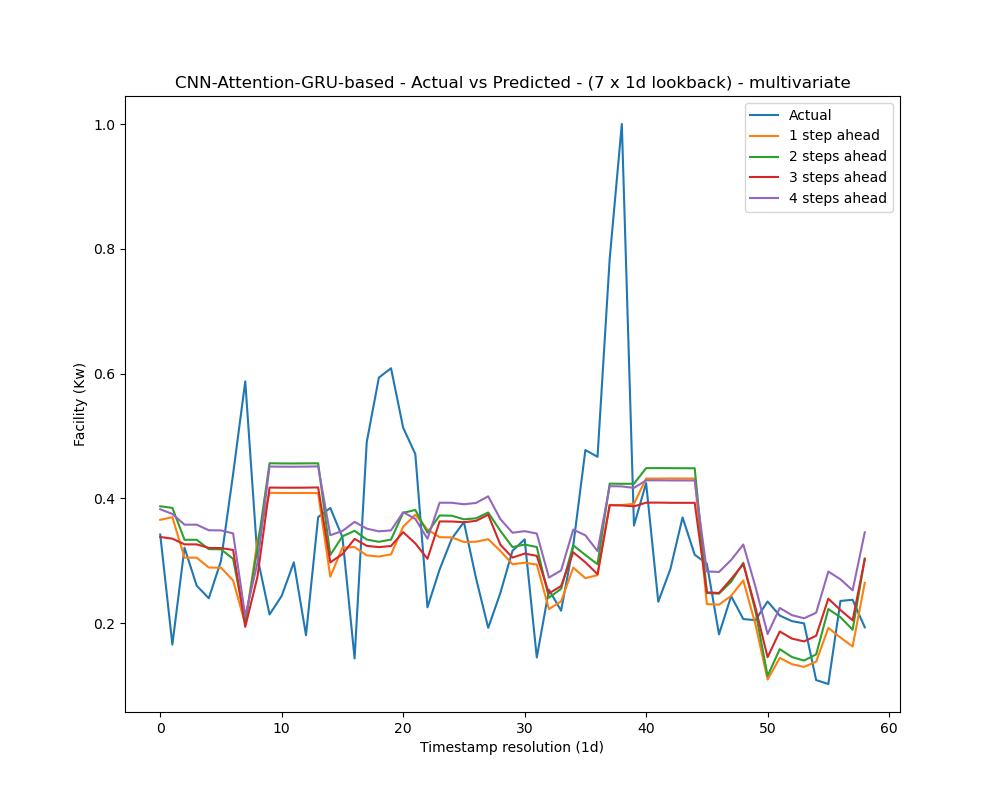 CNN-Attention-GRU-based - Actual vs Predicted - (7 x 1d lookback) - multivariate
Actual
1 step ahead
2 steps ahead
3 steps ahead
4 steps ahead
1.0
0.8
0.6
0.4
0.2
Facility (Kw)
0 10 20 30 40 50 60
Timestamp resolution (1d)